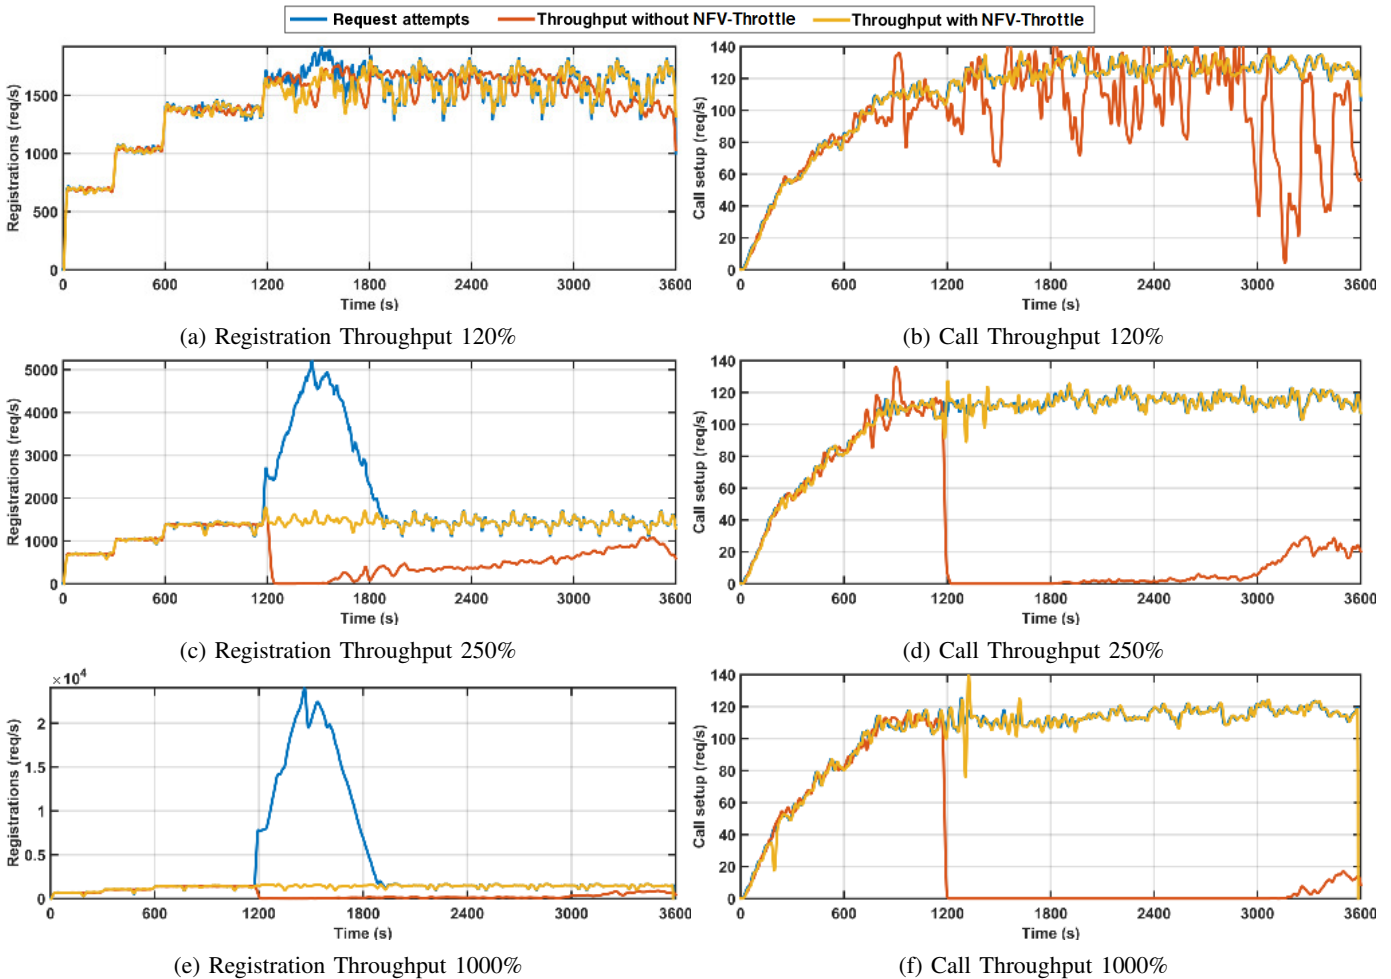 Request attempts Throughput without NFV-Throttle Throughput with NFV-Throttle
Registrations (req/s)
1500
1000
500
0
0 600 1200 1800 2400 3000 3600
Time (s)
(a) Registration Throughput 120%
Call setup (req/s)
140
120
100
80
60
40
20
0
0 600 1200 1800 2400 3000 3600
Time (s)
(b) Call Throughput 120%
Registrations (req/s)
5000
4000
3000
2000
1000
0
0 600 1200 1800 2400 3000 3600
Time (s)
(c) Registration Throughput 250%
Call setup (req/s)
140
120
100
80
60
40
20
0
0 600 1200 1800 2400 3000 3600
Time (s)
(d) Call Throughput 250%
×10⁴
Registrations (req/s)
2
1.5
1
0.5
0
0 600 1200 1800 2400 3000 3600
Time (s)
(e) Registration Throughput 1000%
Call setup (req/s)
140
120
100
80
60
40
20
0
0 600 1200 1800 2400 3000 3600
Time (s)
(f) Call Throughput 1000%